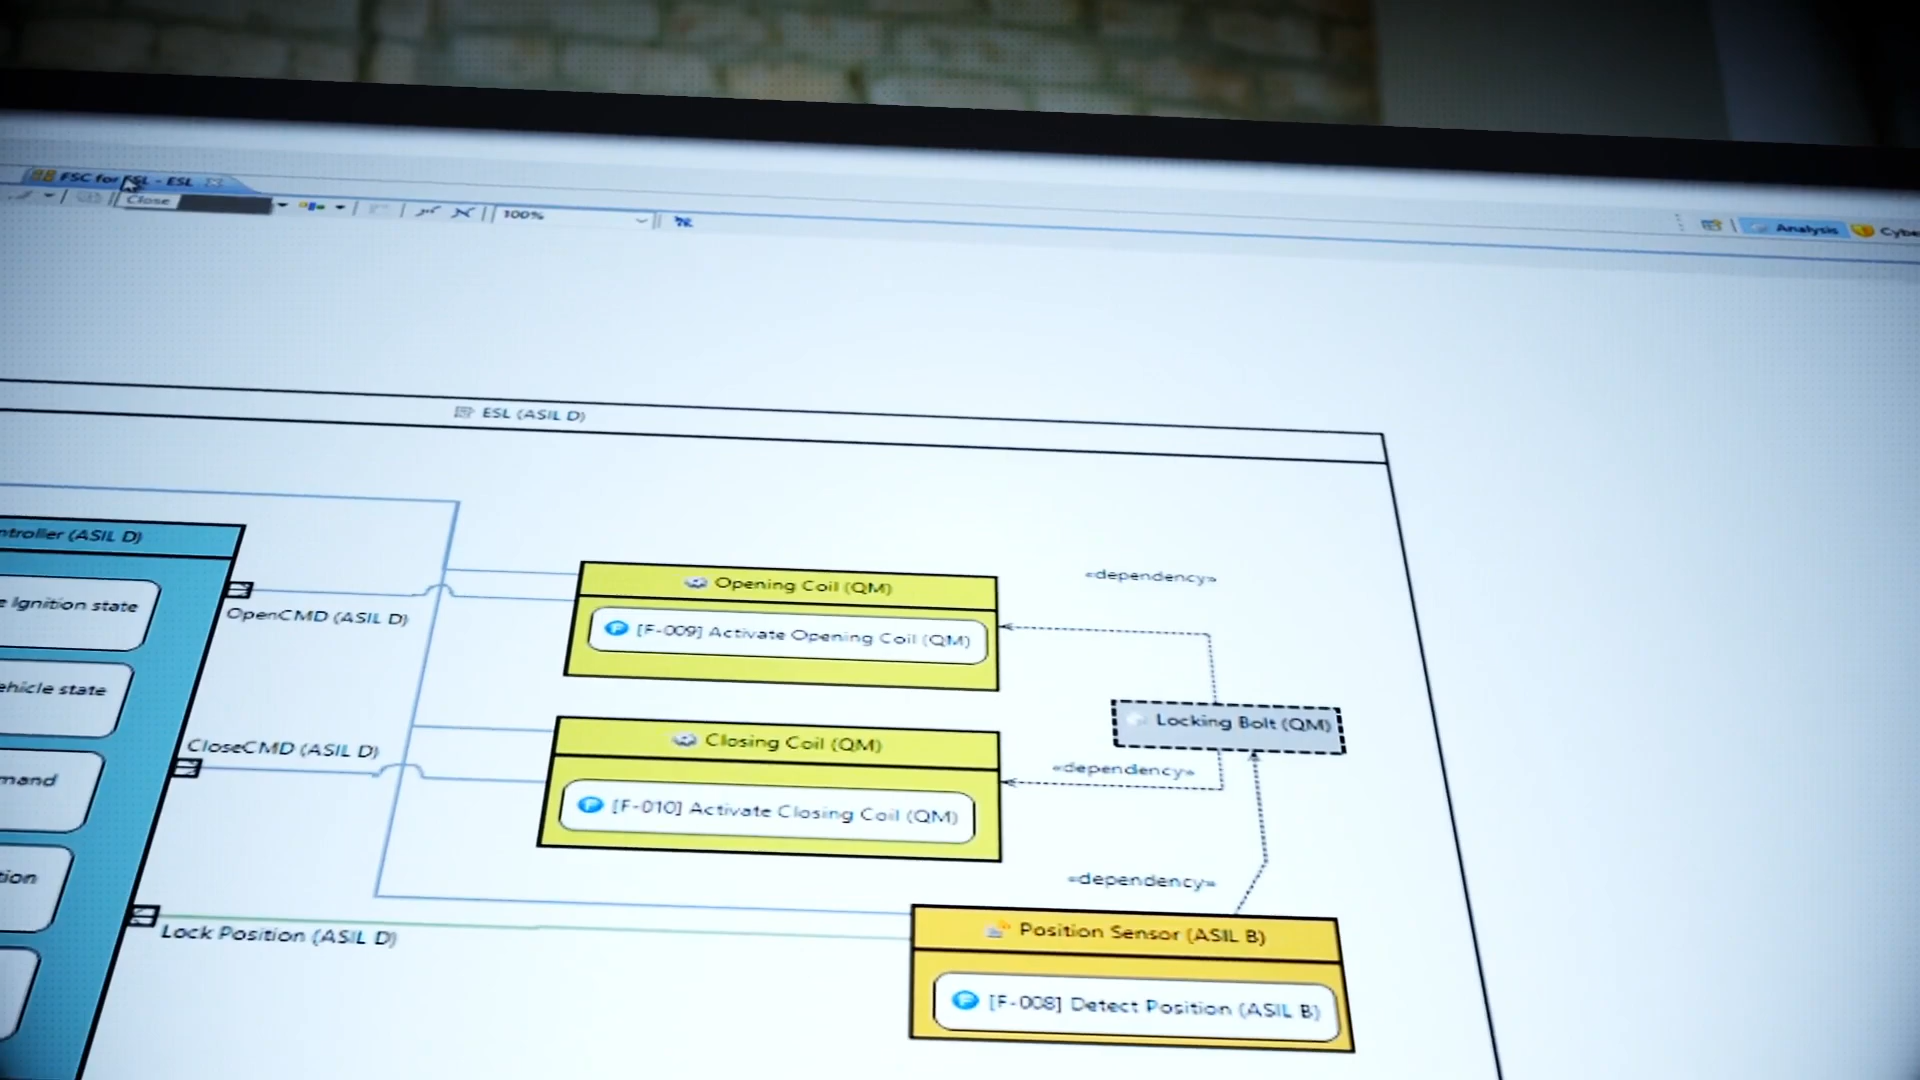 FSC for ESL - ESL
Close
100%
Analysis
Cybe
ESL (ASIL D)
ntroller (ASIL D)
e Ignition state
OpenCMD (ASIL D)
ehicle state
CloseCMD (ASIL D)
mand
tion
Lock Position (ASIL D)
Opening Coil (QM)
[F-009] Activate Opening Coil (QM)
«dependency»
Locking Bolt (QM)
Closing Coil (QM)
«dependency»
[F-010] Activate Closing Coil (QM)
«dependency»
Position Sensor (ASIL B)
[F-008] Detect Position (ASIL B)